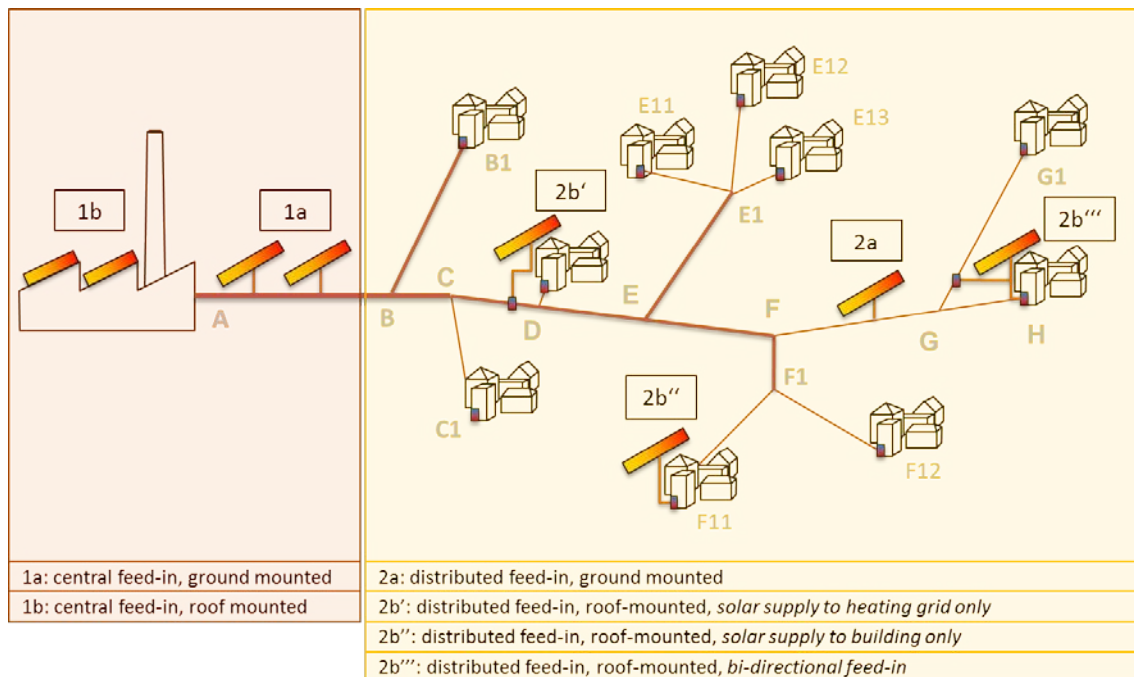 E12
E11
E13
B1
G1
1b
1a
2b‘
E1
2b‘‘‘
2a
C
E
F
A
B
D
G
H
F1
2b‘‘
C1
F12
F11
1a: central feed-in, ground mounted
1b: central feed-in, roof mounted
2a: distributed feed-in, ground mounted
2b’: distributed feed-in, roof-mounted, solar supply to heating grid only
2b’’: distributed feed-in, roof-mounted, solar supply to building only
2b’’’: distributed feed-in, roof-mounted, bi-directional feed-in